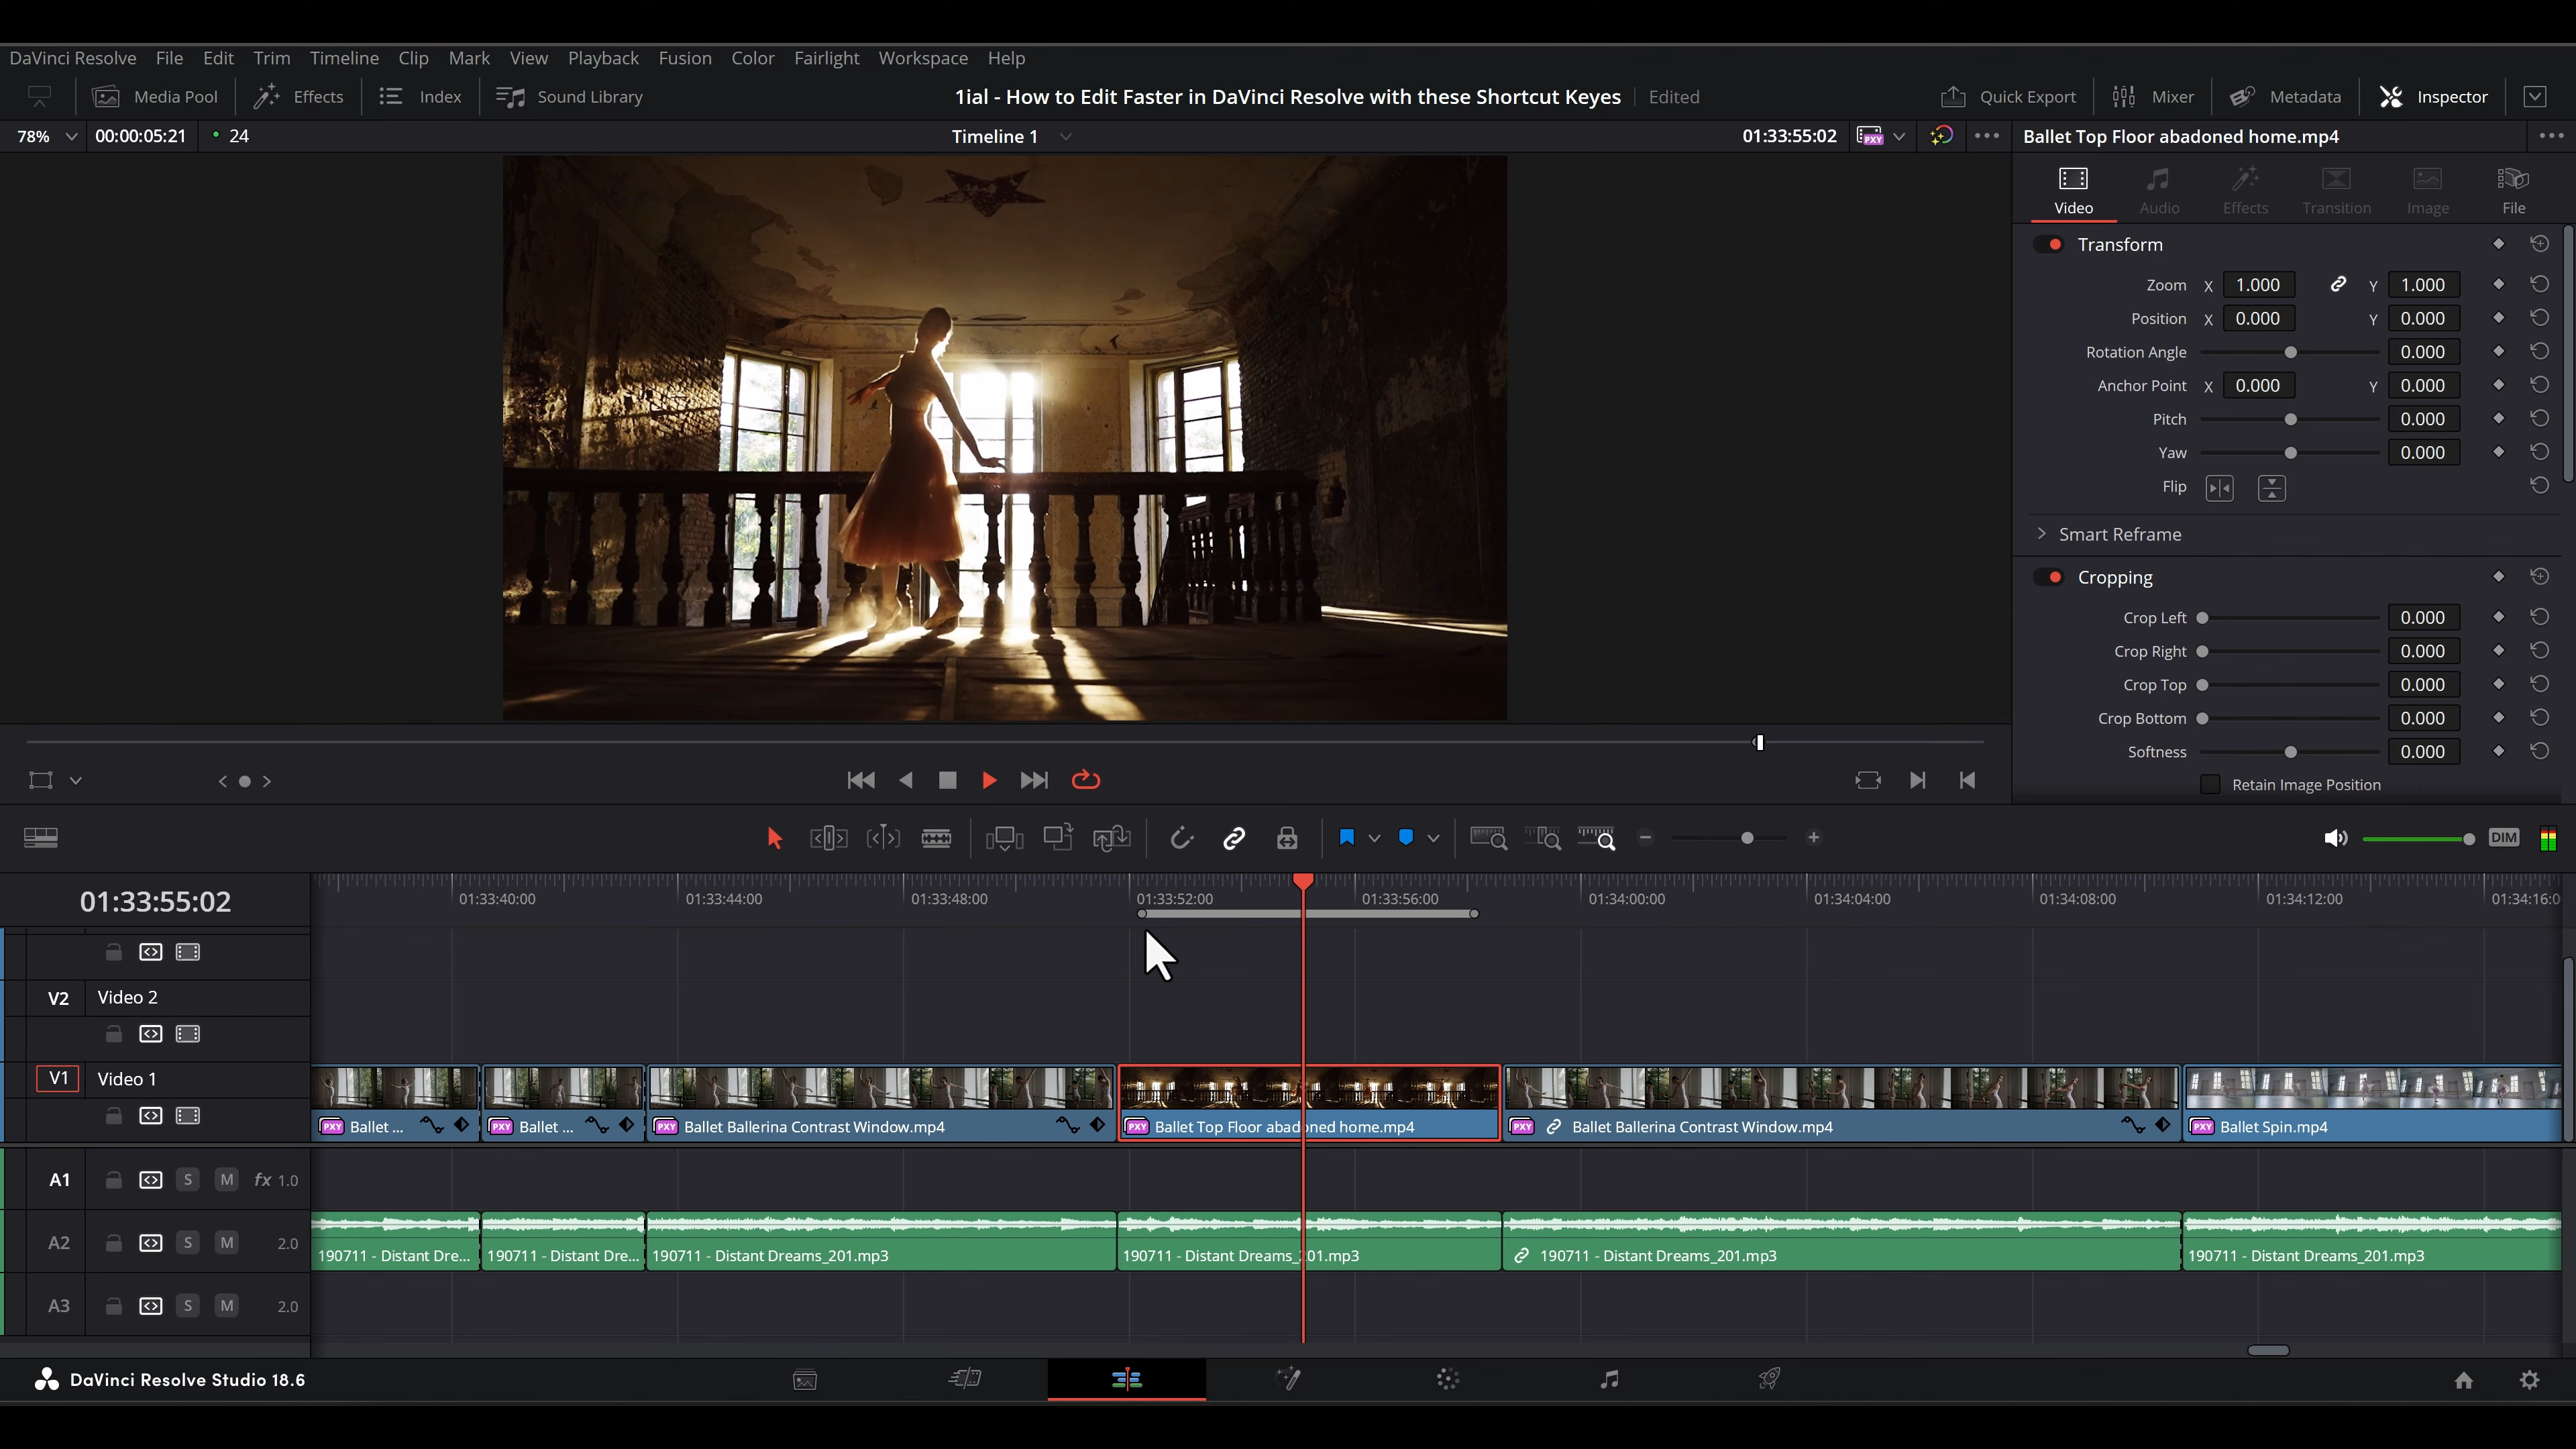 DaVinci Resolve File Edit Trim Timeline Clip Mark View Playback Fusion Color Fairlight Workspace Help
Media Pool Effects Index Sound Library 1ial - How to Edit Faster in DaVinci Resolve with these Shortcut Keyes Edited Quick Export Mixer Metadata Inspector
78% 00:00:05:21 24 Timeline 1 01:33:55:02 PXY Ballet Top Floor abadoned home.mp4
Video Audio Effects Transition Image File
Transform
Zoom X 1.000 Y 1.000
Position X 0.000 Y 0.000
Rotation Angle 0.000
Anchor Point X 0.000 Y 0.000
Pitch 0.000
Yaw 0.000
Flip
Smart Reframe
Cropping
Crop Left 0.000
Crop Right 0.000
Crop Top 0.000
Crop Bottom 0.000
Softness 0.000
Retain Image Position
DIM
01:33:55:02 01:33:40:00 01:33:44:00 01:33:48:00 01:33:52:00 01:33:56:00 01:34:00:00 01:34:04:00 01:34:08:00 01:34:12:00 01:34:16:0
V2 Video 2
V1 Video 1
PXY Ballet ... PXY Ballet ... PXY Ballet Ballerina Contrast Window.mp4 PXY Ballet Top Floor abadoned home.mp4 PXY Ballet Ballerina Contrast Window.mp4 PXY Ballet Spin.mp4
A1 S M fx 1.0
A2 S M 2.0
190711 - Distant Dre... 190711 - Distant Dre... 190711 - Distant Dreams_201.mp3 190711 - Distant Dreams_201.mp3 190711 - Distant Dreams_201.mp3 190711 - Distant Dreams_201.mp3
A3 S M 2.0
DaVinci Resolve Studio 18.6